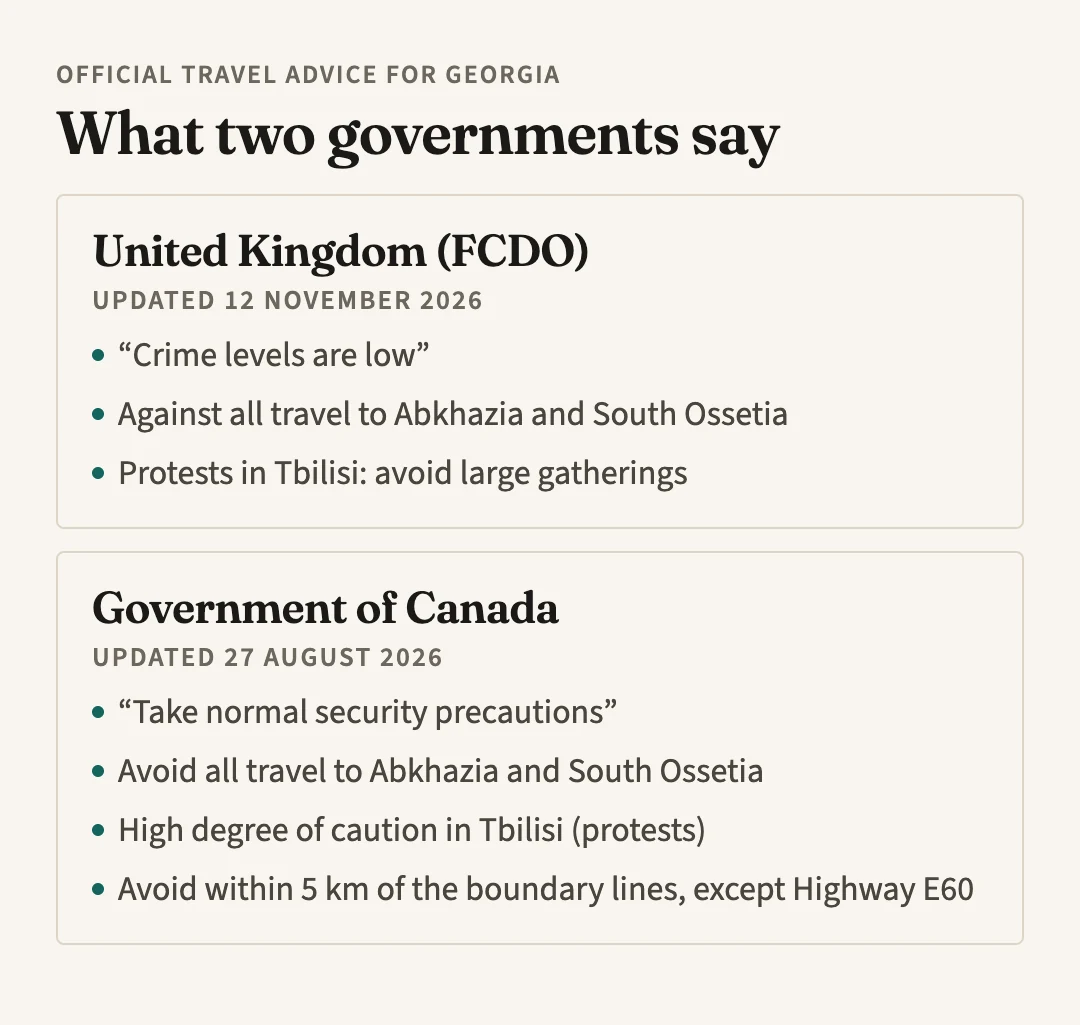 OFFICIAL TRAVEL ADVICE FOR GEORGIA
What two governments say
United Kingdom (FCDO)
UPDATED 12 NOVEMBER 2026
• “Crime levels are low”
• Against all travel to Abkhazia and South Ossetia
• Protests in Tbilisi: avoid large gatherings
Government of Canada
UPDATED 27 AUGUST 2026
• “Take normal security precautions”
• Avoid all travel to Abkhazia and South Ossetia
• High degree of caution in Tbilisi (protests)
• Avoid within 5 km of the boundary lines, except Highway E60